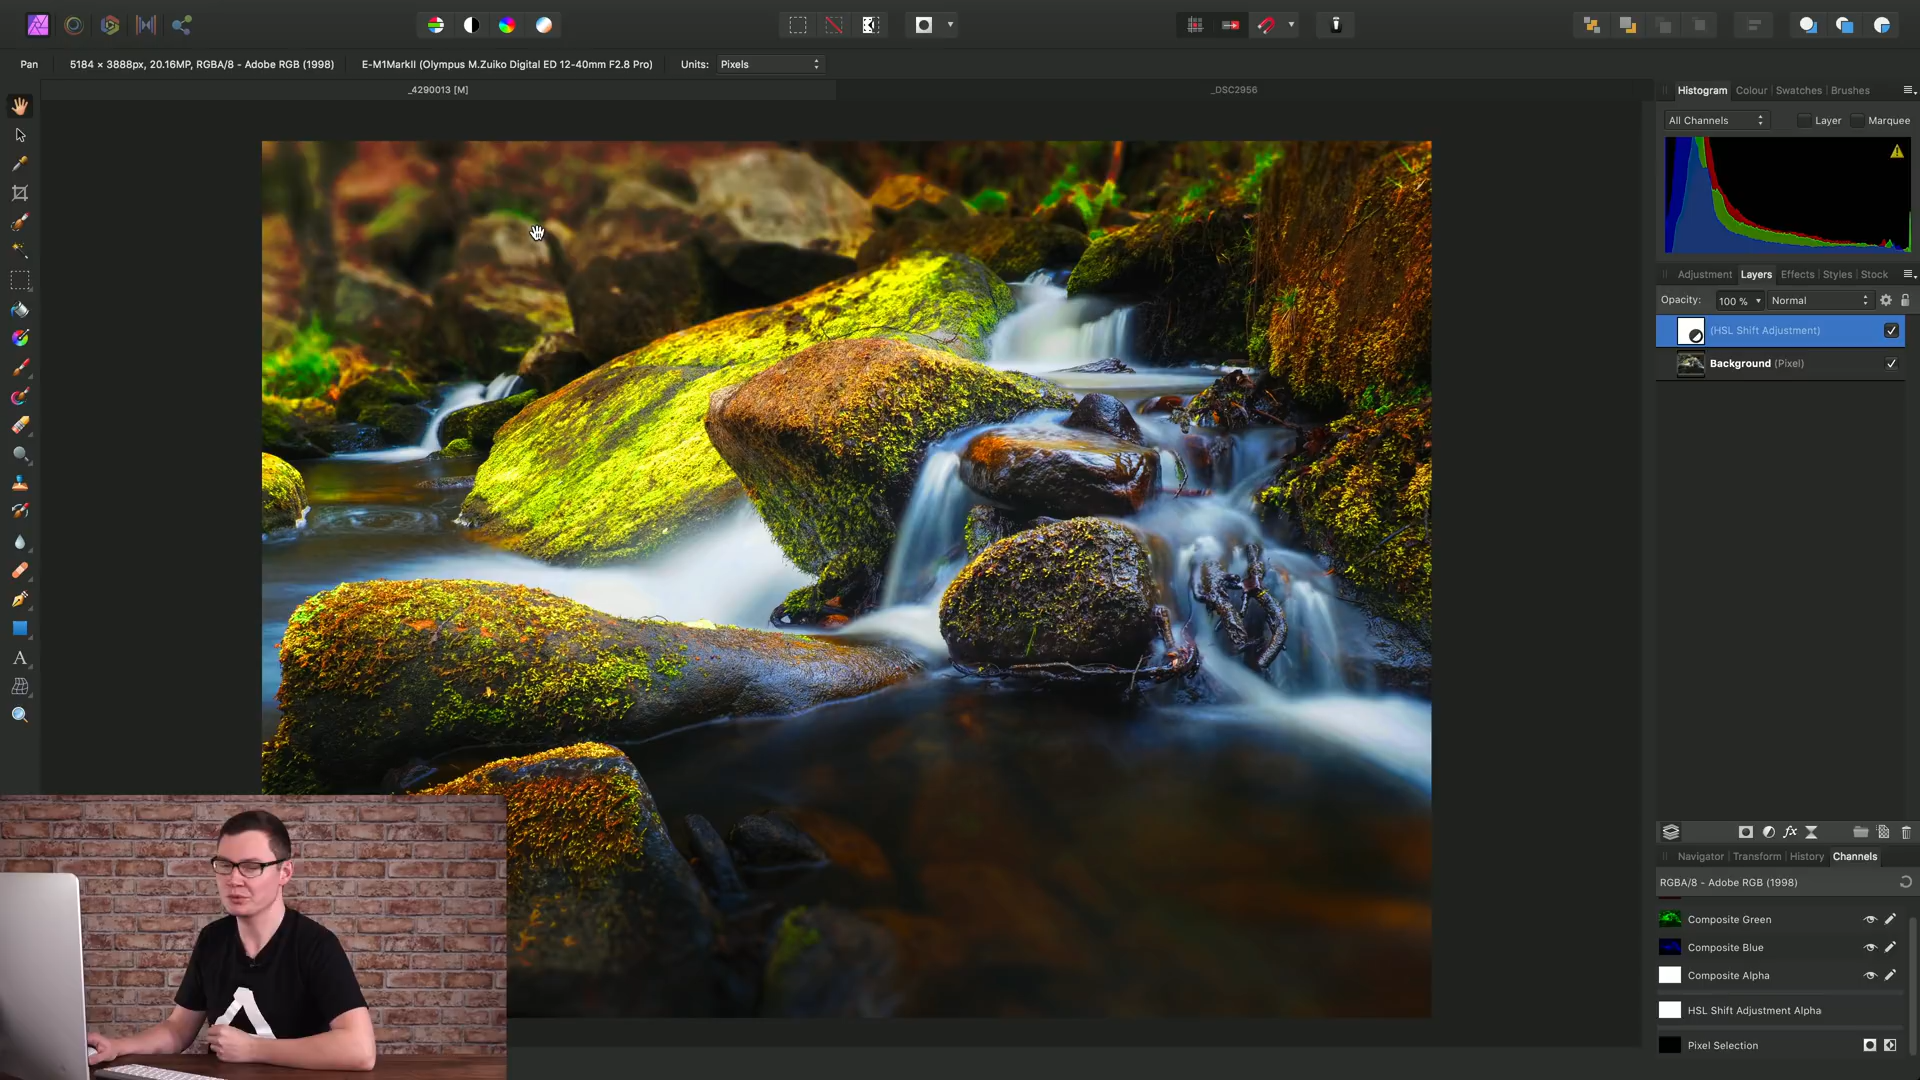 Pan
5184 × 3888px, 20.16MP, RGBA/8 - Adobe RGB (1998)
E-M1MarkII (Olympus M.Zuiko Digital ED 12-40mm F2.8 Pro)
Units:
Pixels
_4290013 [M]
_DSC2956
Histogram
Colour
Swatches
Brushes
All Channels
Layer
Marquee
Adjustment
Layers
Effects
Styles
Stock
Opacity:
100 %
Normal
(HSL Shift Adjustment)
Background (Pixel)
fx
Navigator
Transform
History
Channels
RGBA/8 - Adobe RGB (1998)
Composite Green
Composite Blue
Composite Alpha
HSL Shift Adjustment Alpha
Pixel Selection
A